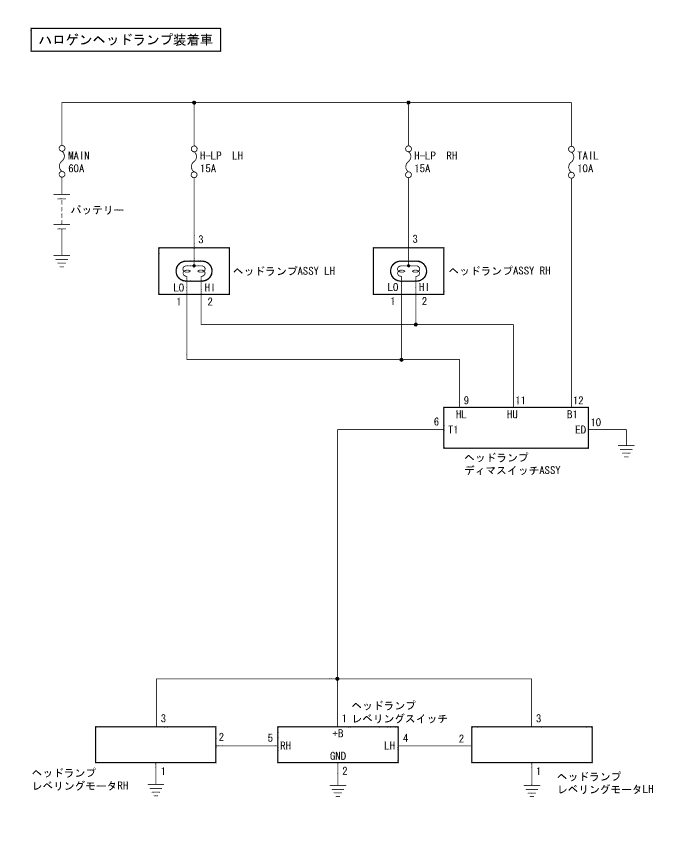 ハロゲンヘッドランプ装着車
MAIN
60A
H-LP LH
15A
H-LP RH
15A
TAIL
10A
バッテリー
3
ヘッドランプASSY LH
LO HI
1 2
3
ヘッドランプASSY RH
LO HI
1 2
9 11 12
HL HU B1
6 T1 ED 10
ヘッドランプ
ディマスイッチASSY
3
1
ヘッドランプ
レベリングスイッチ
3
+B
2 5 RH LH 4 2
GND
1 2 1
ヘッドランプ
レベリングモータRH
ヘッドランプ
レベリングモータLH